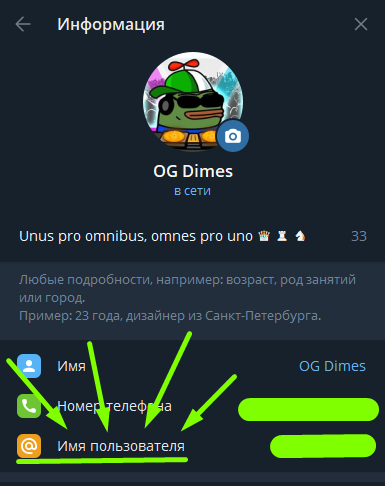 Информация
OG Dimes
в сети
Unus pro omnibus, omnes pro uno ♕ ♜ ♞ 33
Любые подробности, например: возраст, род занятий
или город.
Пример: 23 года, дизайнер из Санкт-Петербурга.
Имя OG Dimes
Номер телефона
Имя пользователя